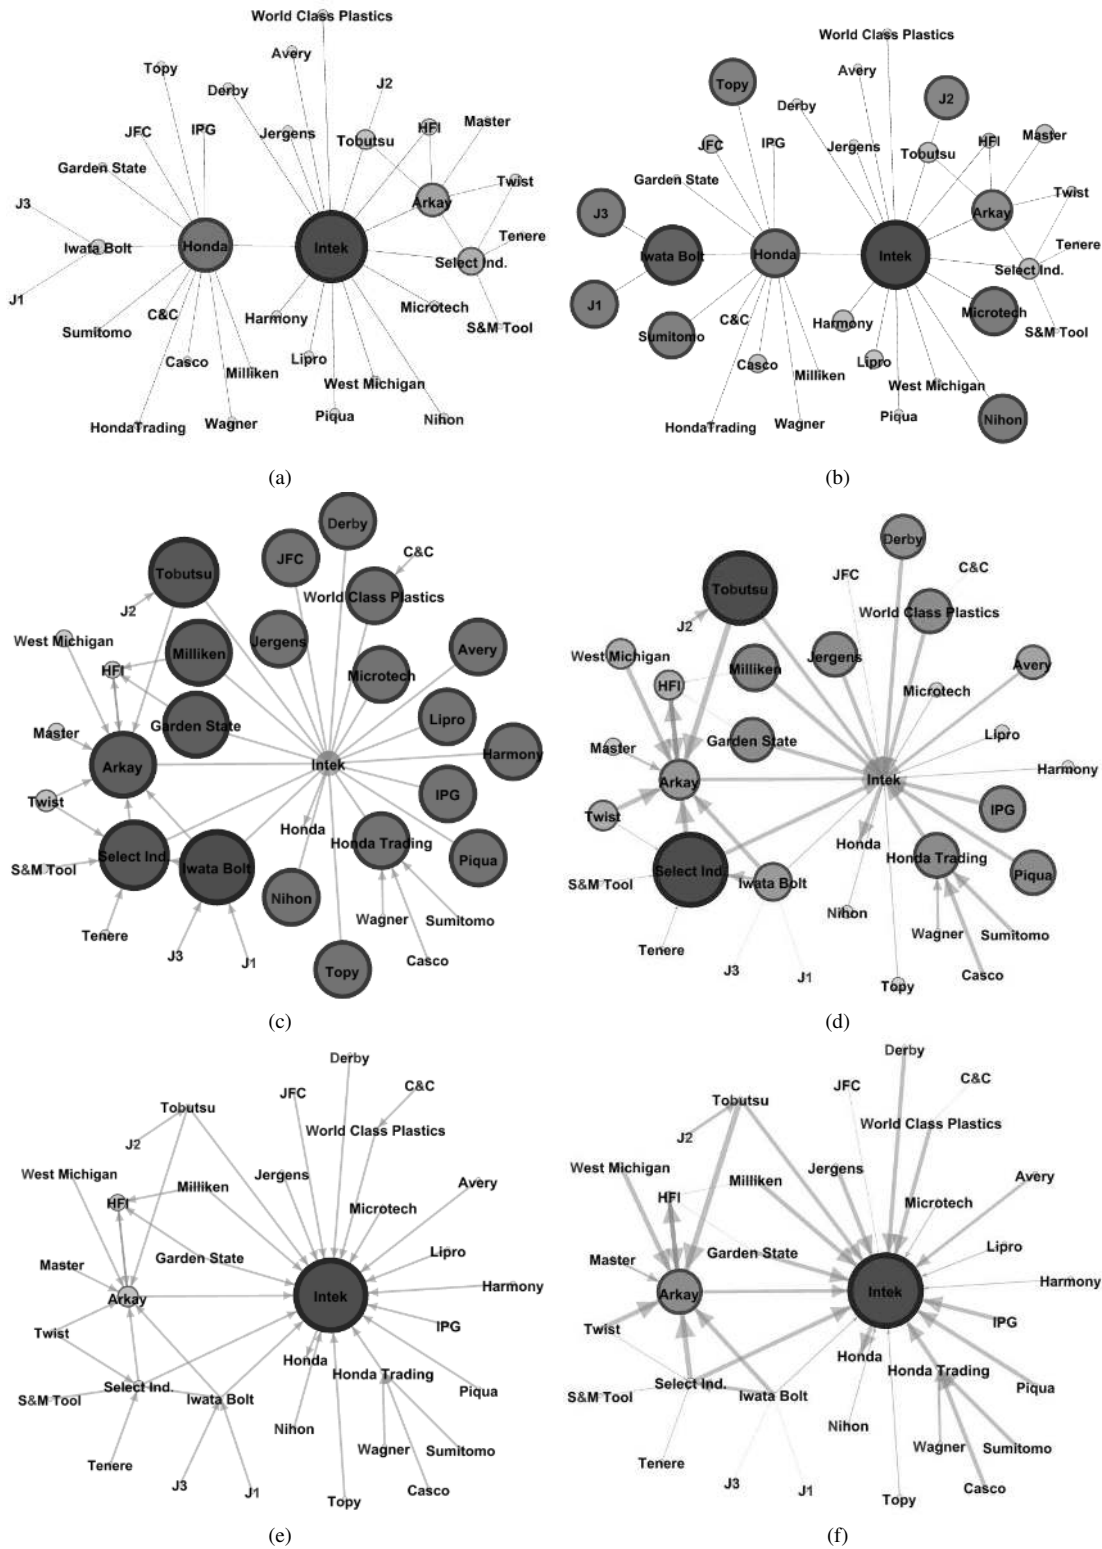 World Class Plastics
Avery
Topy
Derby
J2
JFC
IPG
Jergens
HFI
Master
Tobutsu
Garden State
Twist
Arkay
J3
Iwata Bolt
Honda
Intek
Tenere
Select Ind.
J1
Sumitomo
C&C
Harmony
Microtech
S&M Tool
Casco
Milliken
Lipro
West Michigan
HondaTrading
Wagner
Piqua
Nihon
(a)
World Class Plastics
Avery
Topy
Derby
J2
JFC
IPG
Jergens
HFI
Master
Tobutsu
Garden State
Twist
Arkay
J3
Iwata Bolt
Honda
Intek
Tenere
Select Ind.
J1
Sumitomo
C&C
Harmony
Microtech
S&M Tool
Casco
Milliken
Lipro
West Michigan
HondaTrading
Wagner
Piqua
Nihon
(b)
Derby
JFC
C&C
Tobutsu
World Class Plastics
J2
West Michigan
Milliken
Jergens
Avery
HFI
Microtech
Garden State
Lipro
Master
Harmony
Arkay
Intek
Twist
IPG
Honda
Honda Trading
Select Ind.
Iwata Bolt
Piqua
S&M Tool
Nihon
Wagner
Sumitomo
Tenere
J3
J1
Casco
Topy
(c)
Derby
JFC
C&C
Tobutsu
World Class Plastics
J2
West Michigan
Milliken
Jergens
Avery
HFI
Microtech
Garden State
Lipro
Master
Harmony
Arkay
Intek
Twist
IPG
Honda
Honda Trading
Select Ind.
Iwata Bolt
Piqua
S&M Tool
Nihon
Wagner
Sumitomo
Tenere
J3
J1
Casco
Topy
(d)
Derby
JFC
C&C
Tobutsu
World Class Plastics
J2
West Michigan
Milliken
Jergens
Avery
HFI
Microtech
Garden State
Lipro
Master
Harmony
Arkay
Intek
Twist
IPG
Honda
Honda Trading
Select Ind.
Iwata Bolt
Piqua
S&M Tool
Nihon
Wagner
Sumitomo
Tenere
J3
J1
Casco
Topy
(e)
Derby
JFC
C&C
Tobutsu
World Class Plastics
J2
West Michigan
Milliken
Jergens
Avery
HFI
Microtech
Garden State
Lipro
Master
Harmony
Arkay
Intek
Twist
IPG
Honda
Honda Trading
Select Ind.
Iwata Bolt
Piqua
S&M Tool
Nihon
Wagner
Sumitomo
Tenere
J3
J1
Casco
Topy
(f)